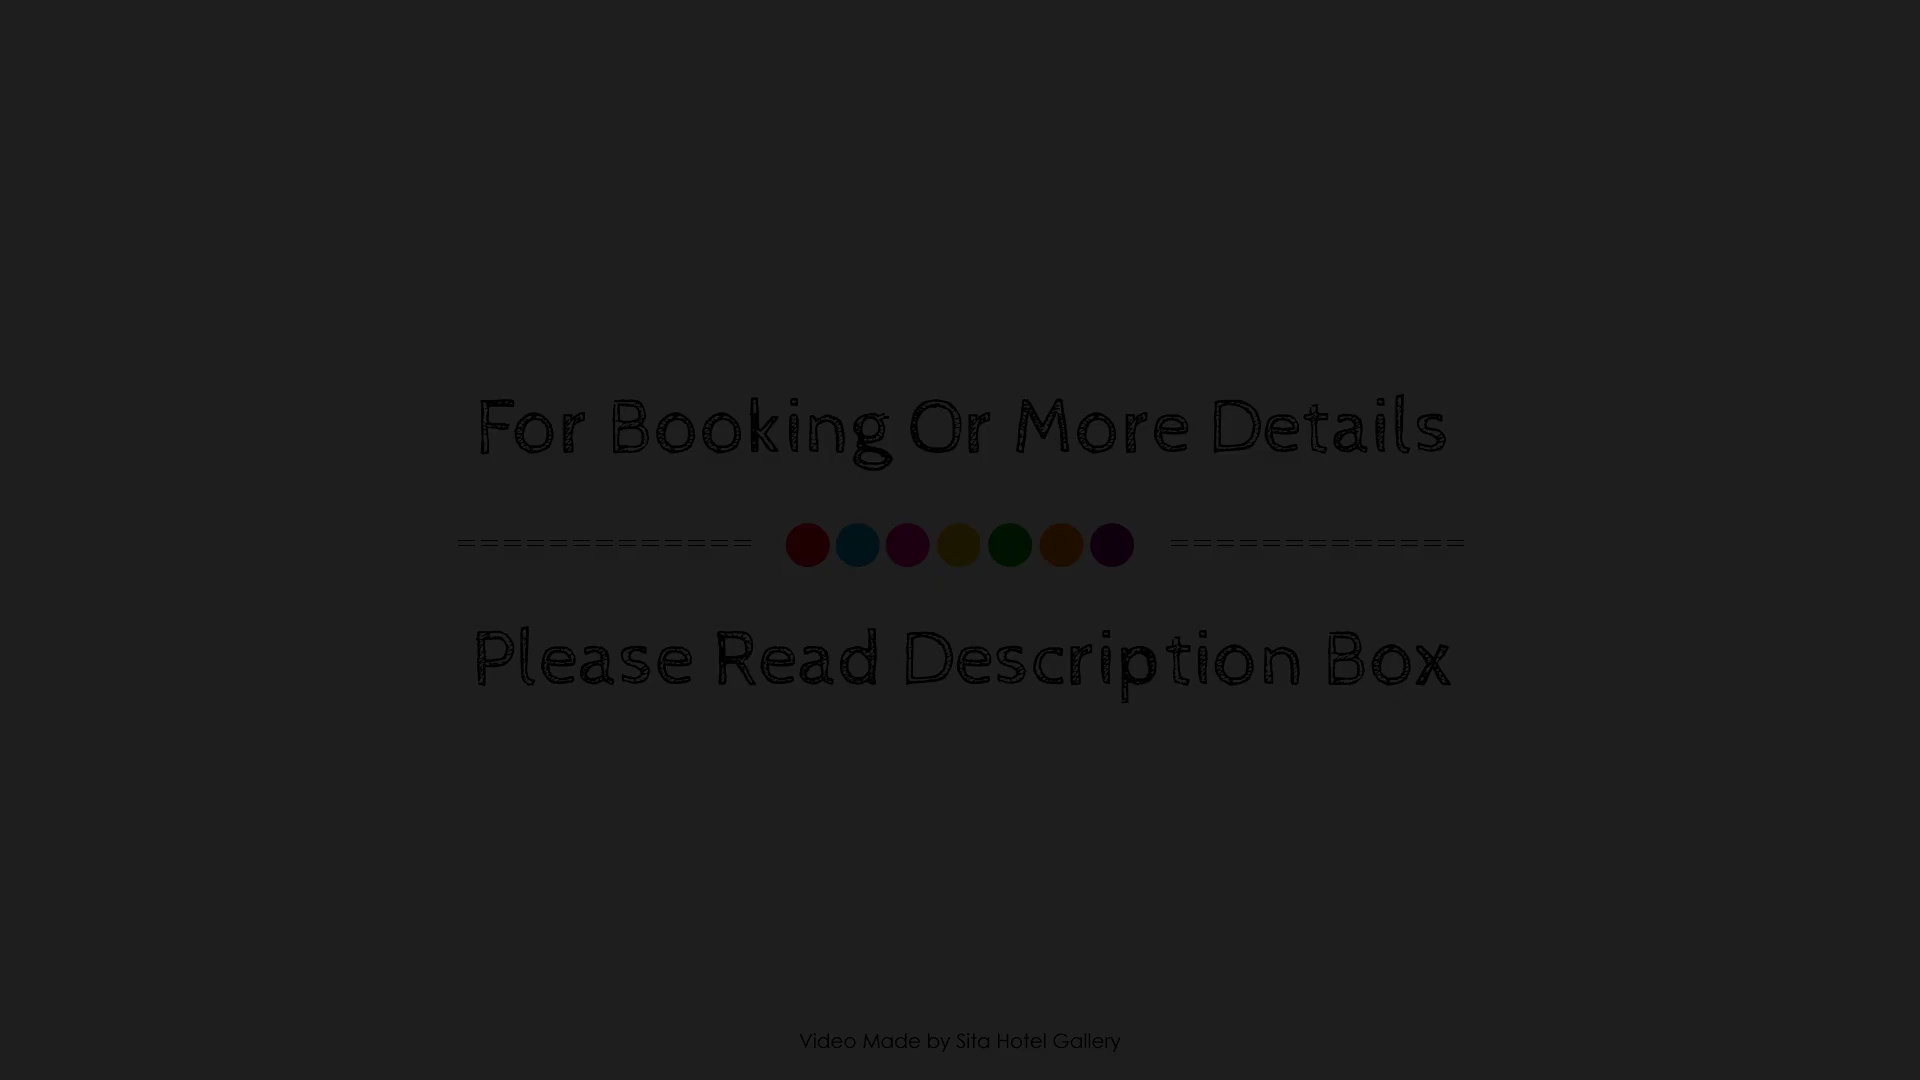 For Booking Or More Details
============= =============
Please Read Description Box
Video Made by Sita Hotel Gallery